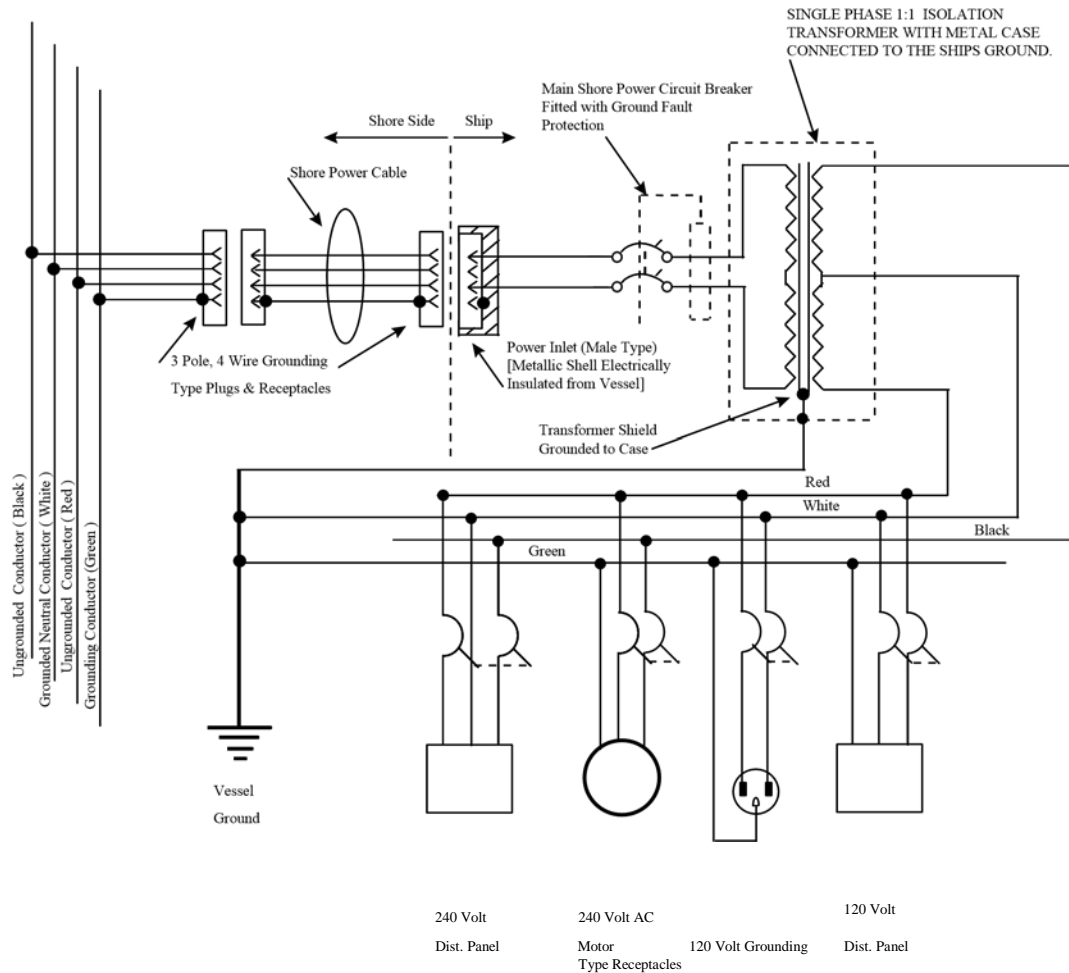 SINGLE PHASE 1:1 ISOLATION
TRANSFORMER WITH METAL CASE
CONNECTED TO THE SHIPS GROUND.
Main Shore Power Circuit Breaker
Fitted with Ground Fault
Protection
Shore Side
Ship
Shore Power Cable
3 Pole, 4 Wire Grounding
Type Plugs & Receptacles
Power Inlet (Male Type)
[Metallic Shell Electrically
Insulated from Vessel]
Transformer Shield
Grounded to Case
Ungrounded Conductor ( Black )
Grounded Neutral Conductor ( White )
Ungrounded Conductor ( Red )
Grounding Conductor (Green)
Red
White
Black
Green
Vessel
Ground
240 Volt
Dist. Panel
240 Volt AC
Motor
120 Volt Grounding
Type Receptacles
120 Volt
Dist. Panel